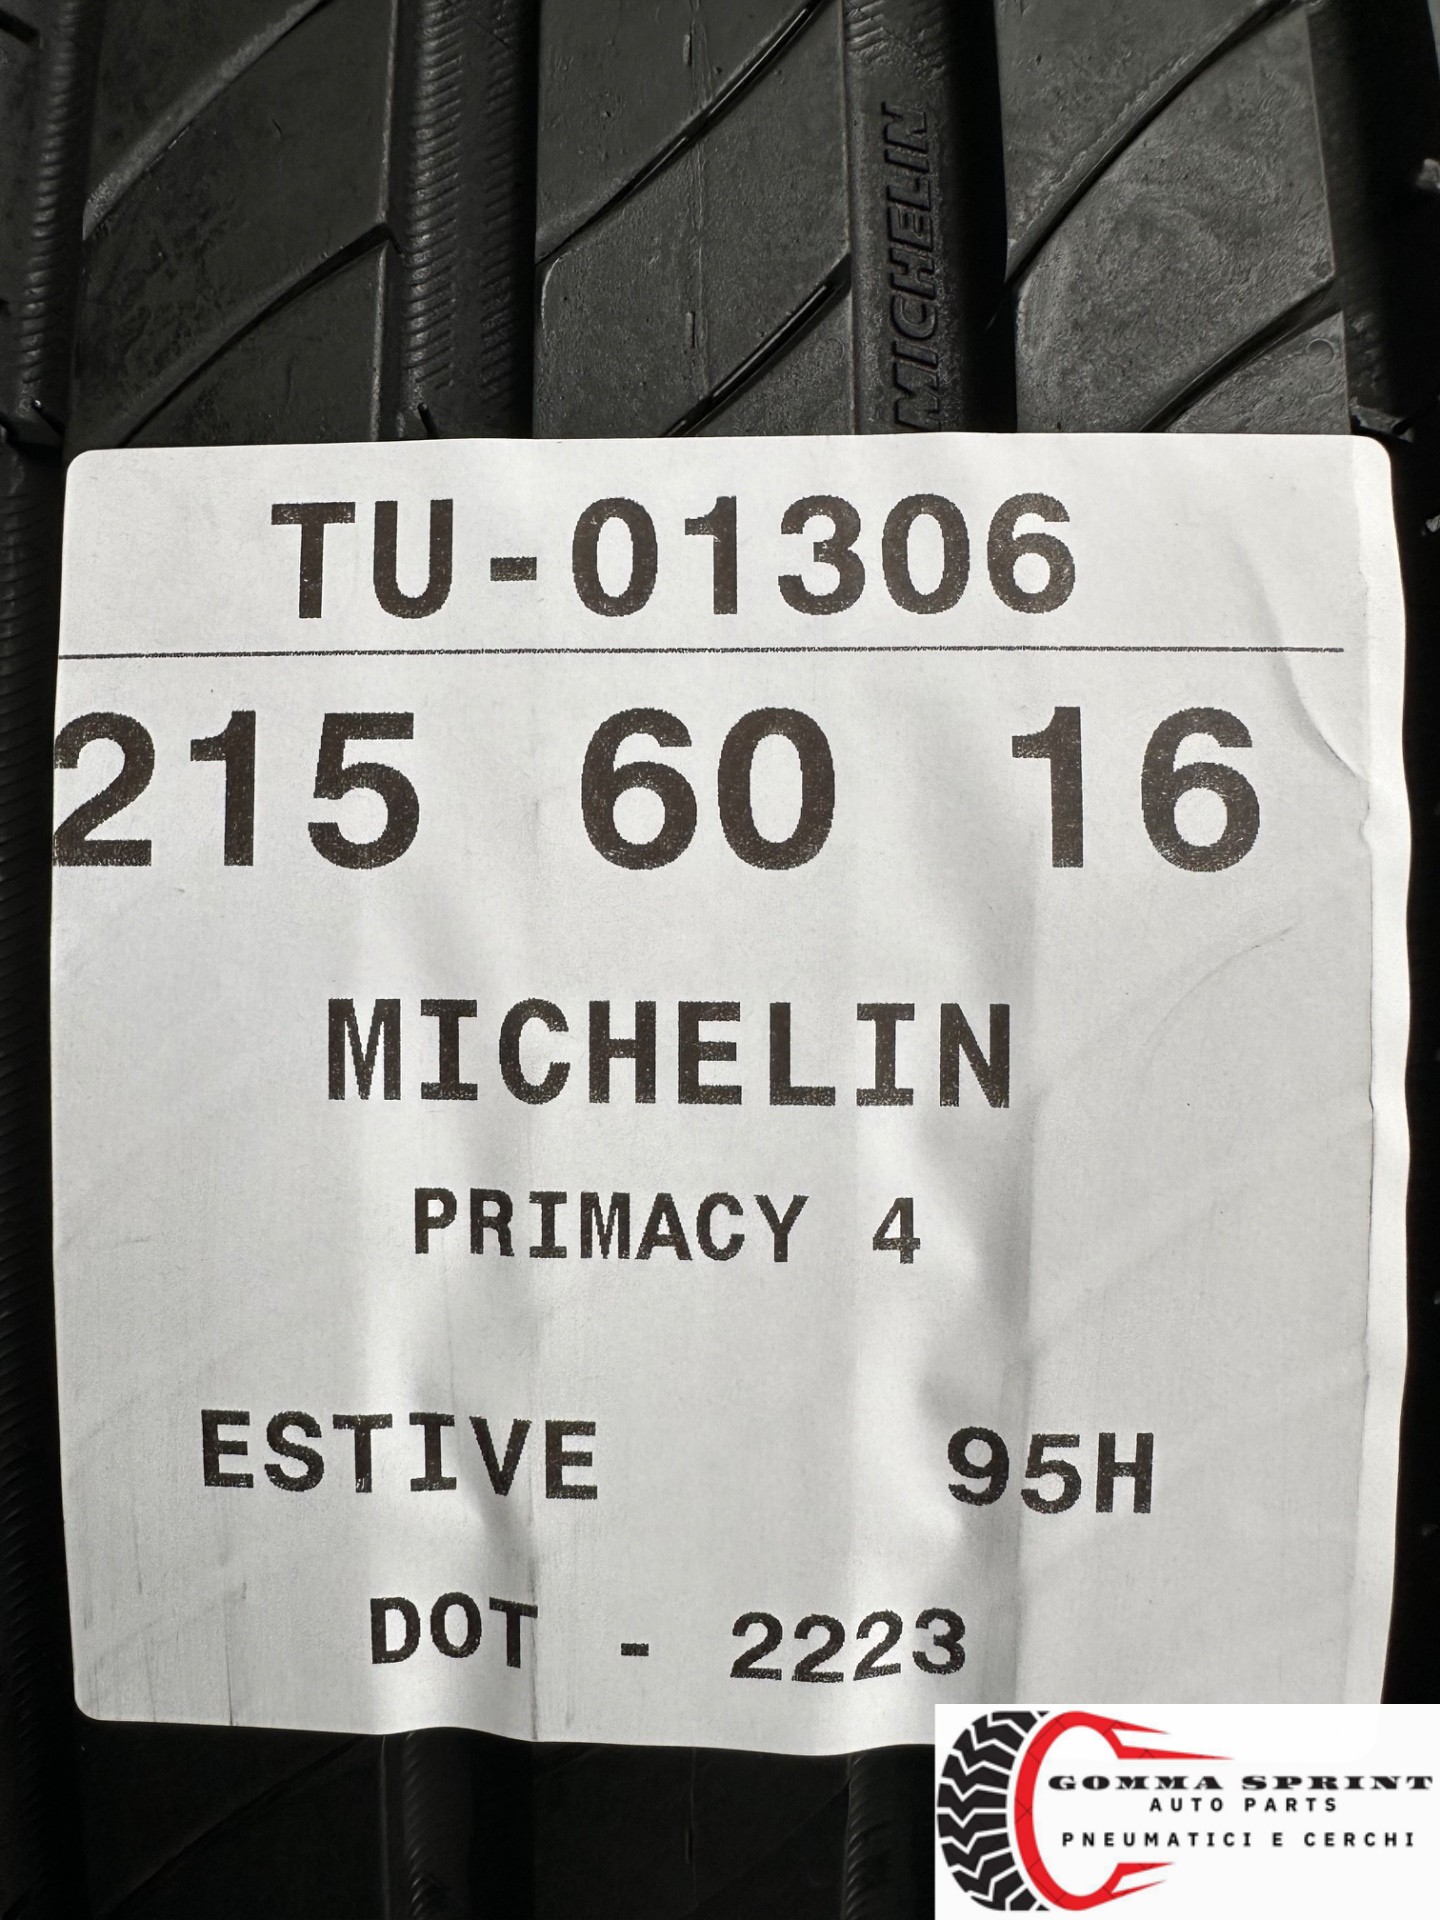 MICHELIN
TU-01306
215 60 16
MICHELIN
PRIMACY 4
ESTIVE 95H
DOT - 2223
GOMMA SPRINT
AUTO PARTS
PNEUMATICI E CERCHI